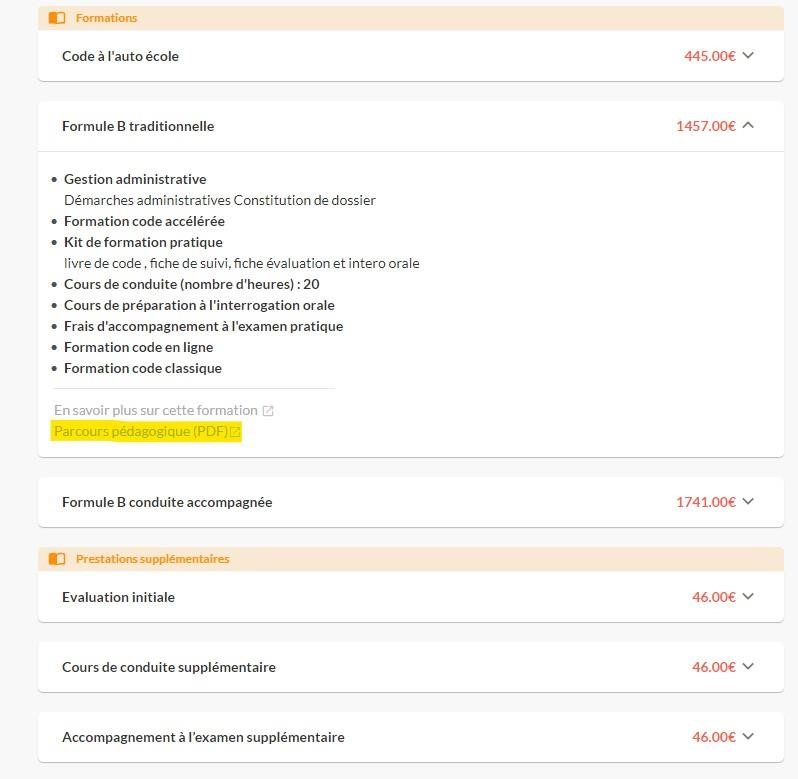 Formations
Code à l'auto école 445.00€
Formule B traditionnelle 1457.00€
• Gestion administrative
Démarches administratives Constitution de dossier
• Formation code accélérée
• Kit de formation pratique
livre de code , fiche de suivi, fiche évaluation et intero orale
• Cours de conduite (nombre d'heures) : 20
• Cours de préparation à l'interrogation orale
• Frais d'accompagnement à l'examen pratique
• Formation code en ligne
• Formation code classique
En savoir plus sur cette formation
Parcours pédagogique (PDF)
Formule B conduite accompagnée 1741.00€
Prestations supplémentaires
Evaluation initiale 46.00€
Cours de conduite supplémentaire 46.00€
Accompagnement à l'examen supplémentaire 46.00€